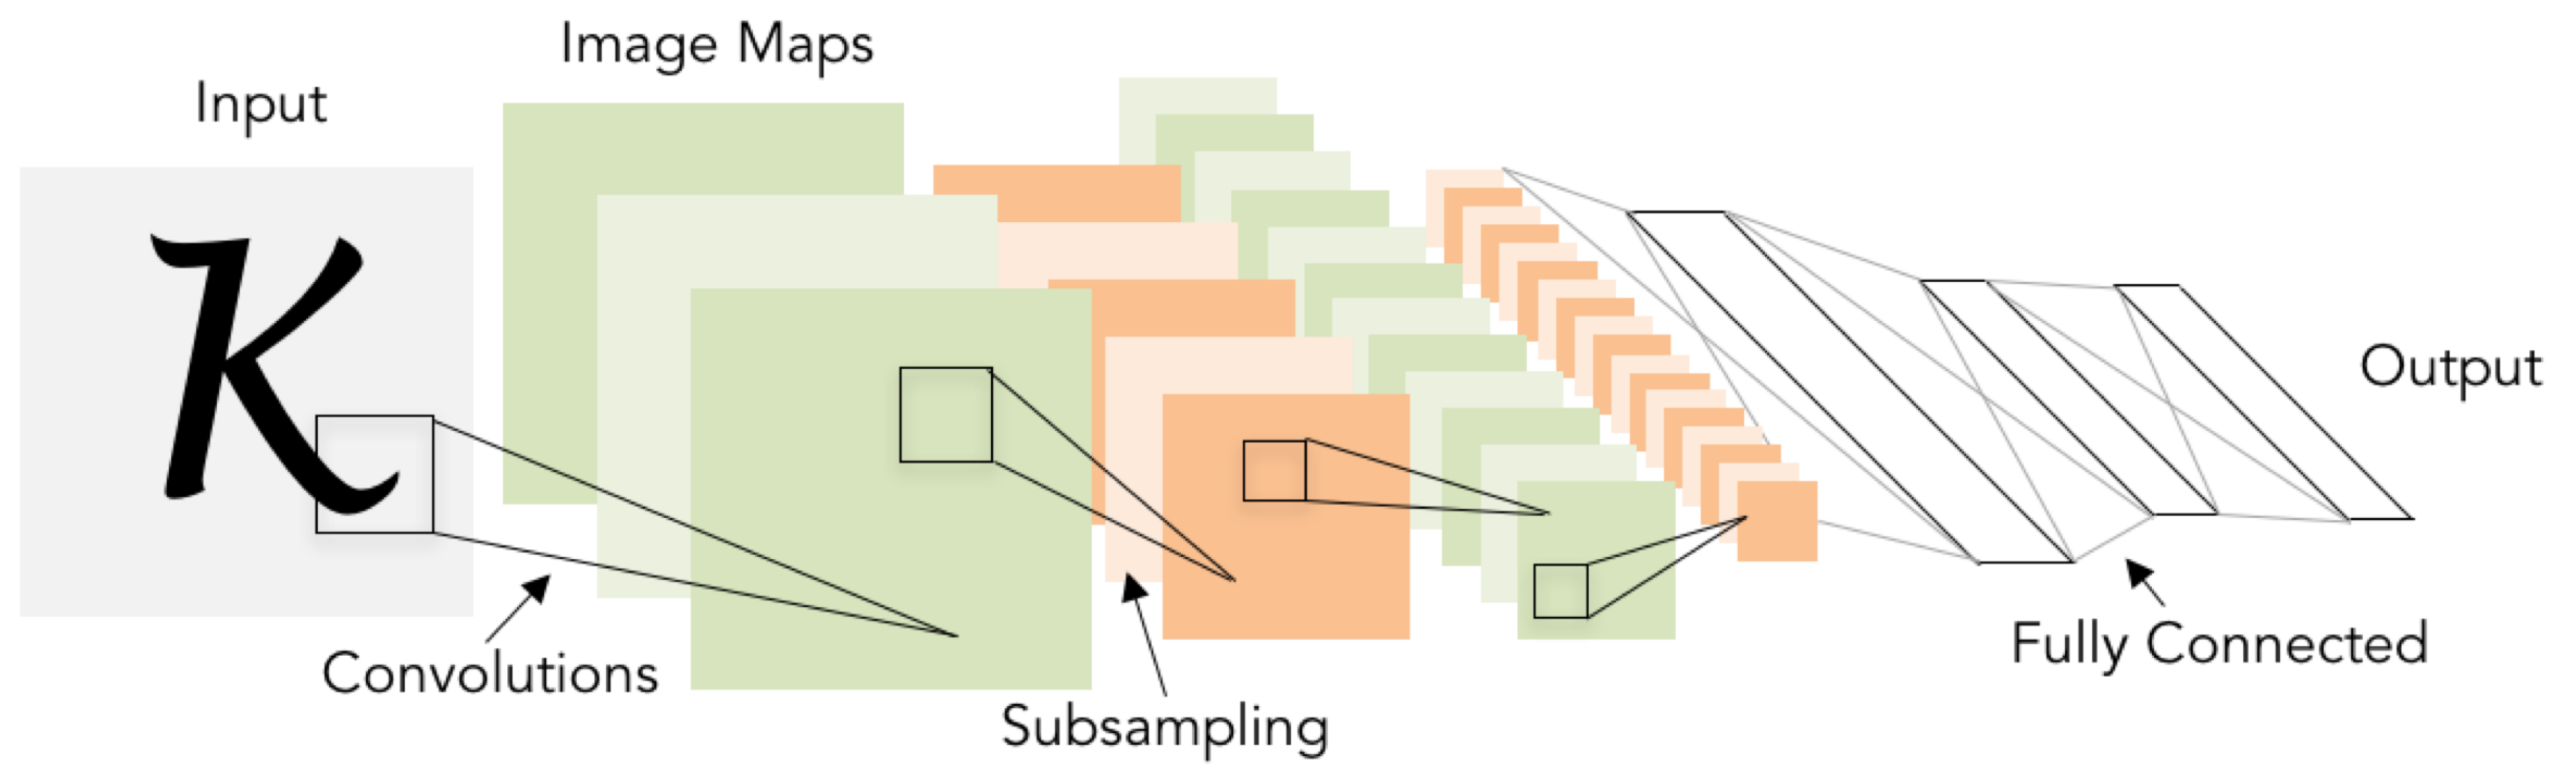 Input
Image Maps
K
Convolutions
Subsampling
Fully Connected
Output